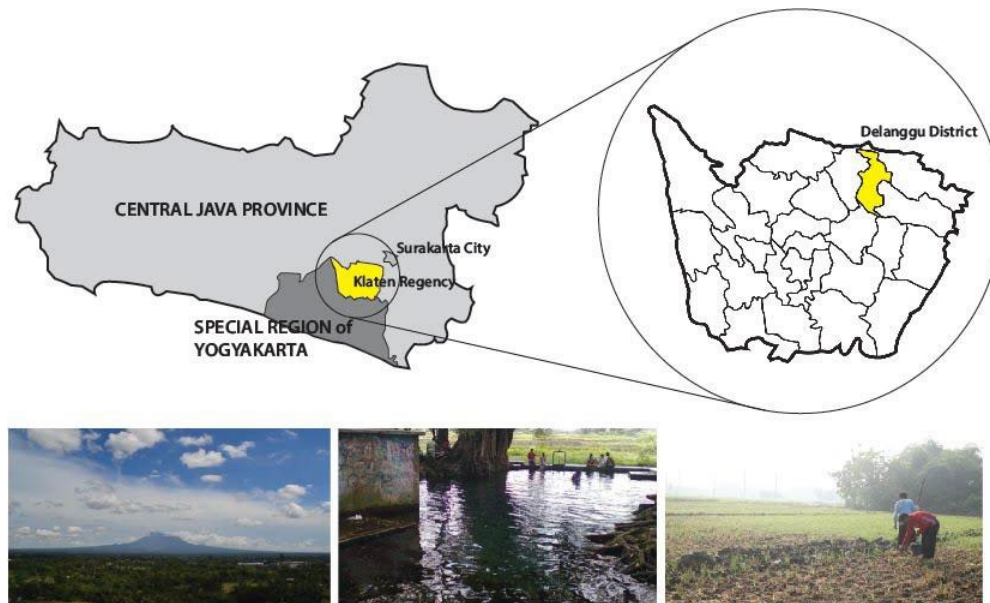 Delanggu District
CENTRAL JAVA PROVINCE
Surakarta City
Klaten Regency
SPECIAL REGION of
YOGYAKARTA